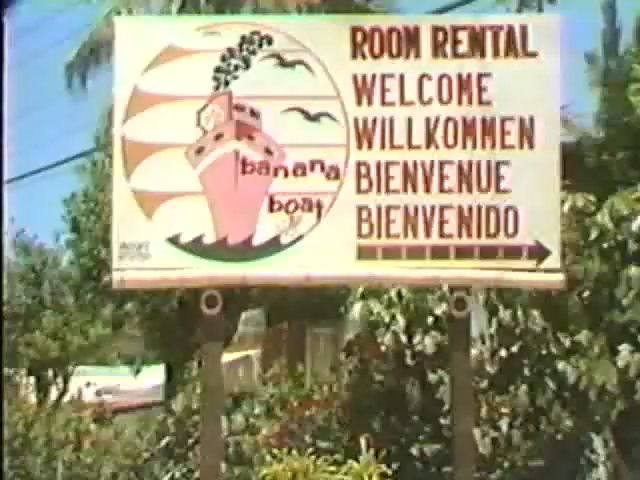 ROOM RENTAL
WELCOME
WILLKOMMEN
BIENVENUE
BIENVENIDO
banana
boat